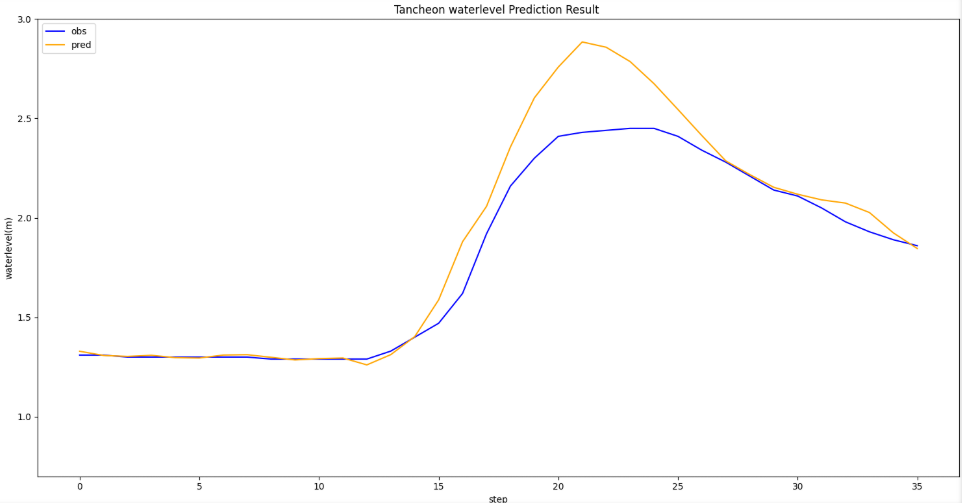 Tancheon waterlevel Prediction Result
obs
pred
waterlevel(m)
3.0
2.5
2.0
1.5
1.0
0 5 10 15 20 25 30 35
step